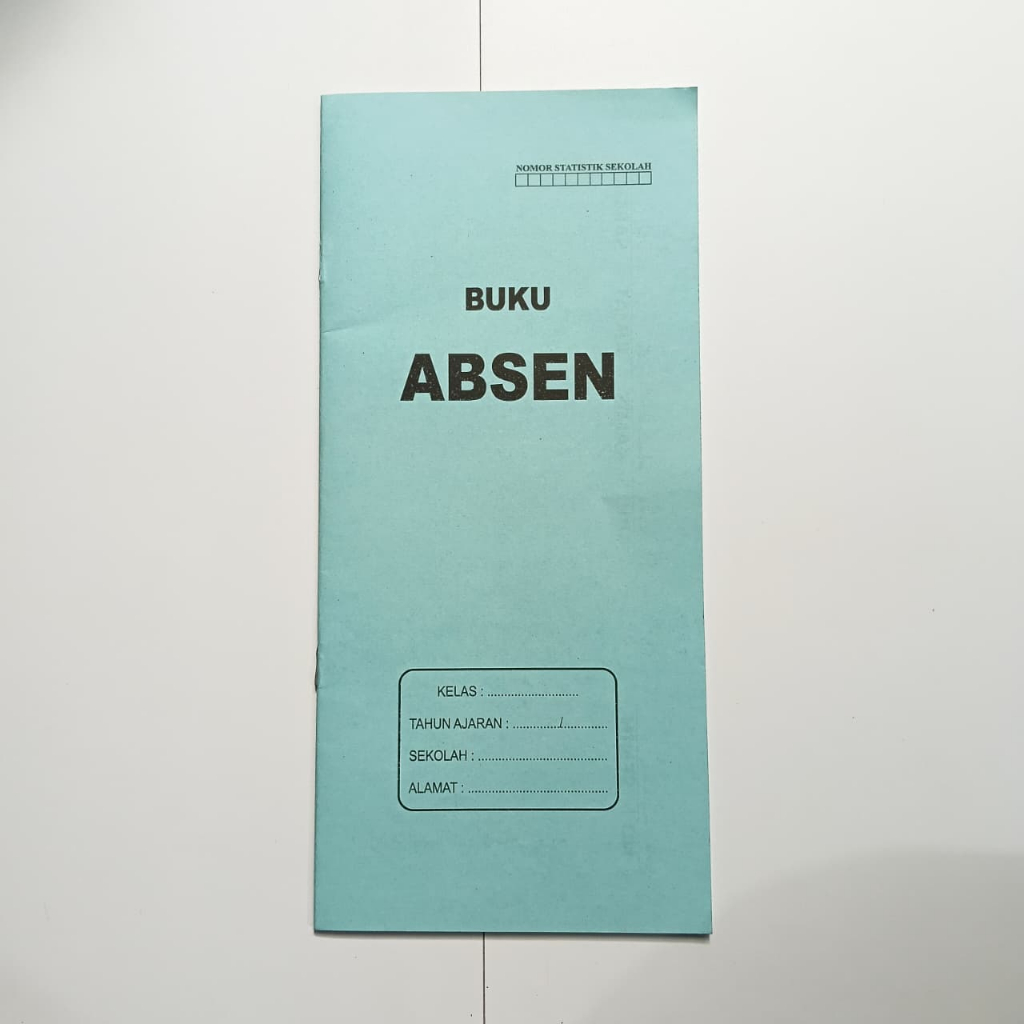 NOMOR STATISTIK SEKOLAH
BUKU
ABSEN
KELAS : ...........................
TAHUN AJARAN : ............../.............
SEKOLAH : .......................................
ALAMAT : ..........................................